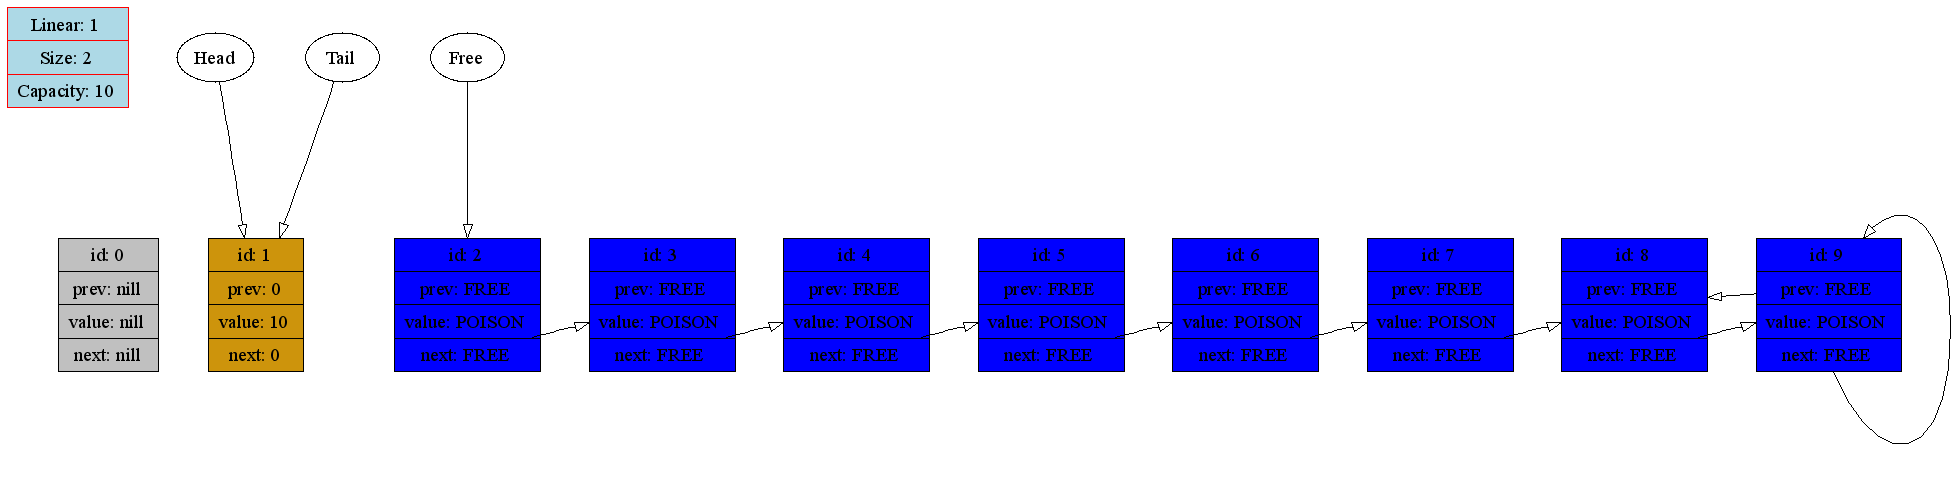 Linear: 1
Size: 2
Capacity: 10
Head
Tail
Free
id: 0
prev: nill
value: nill
next: nill
id: 1
prev: 0
value: 10
next: 0
id: 2
prev: FREE
value: POISON
next: FREE
id: 3
prev: FREE
value: POISON
next: FREE
id: 4
prev: FREE
value: POISON
next: FREE
id: 5
prev: FREE
value: POISON
next: FREE
id: 6
prev: FREE
value: POISON
next: FREE
id: 7
prev: FREE
value: POISON
next: FREE
id: 8
prev: FREE
value: POISON
next: FREE
id: 9
prev: FREE
value: POISON
next: FREE